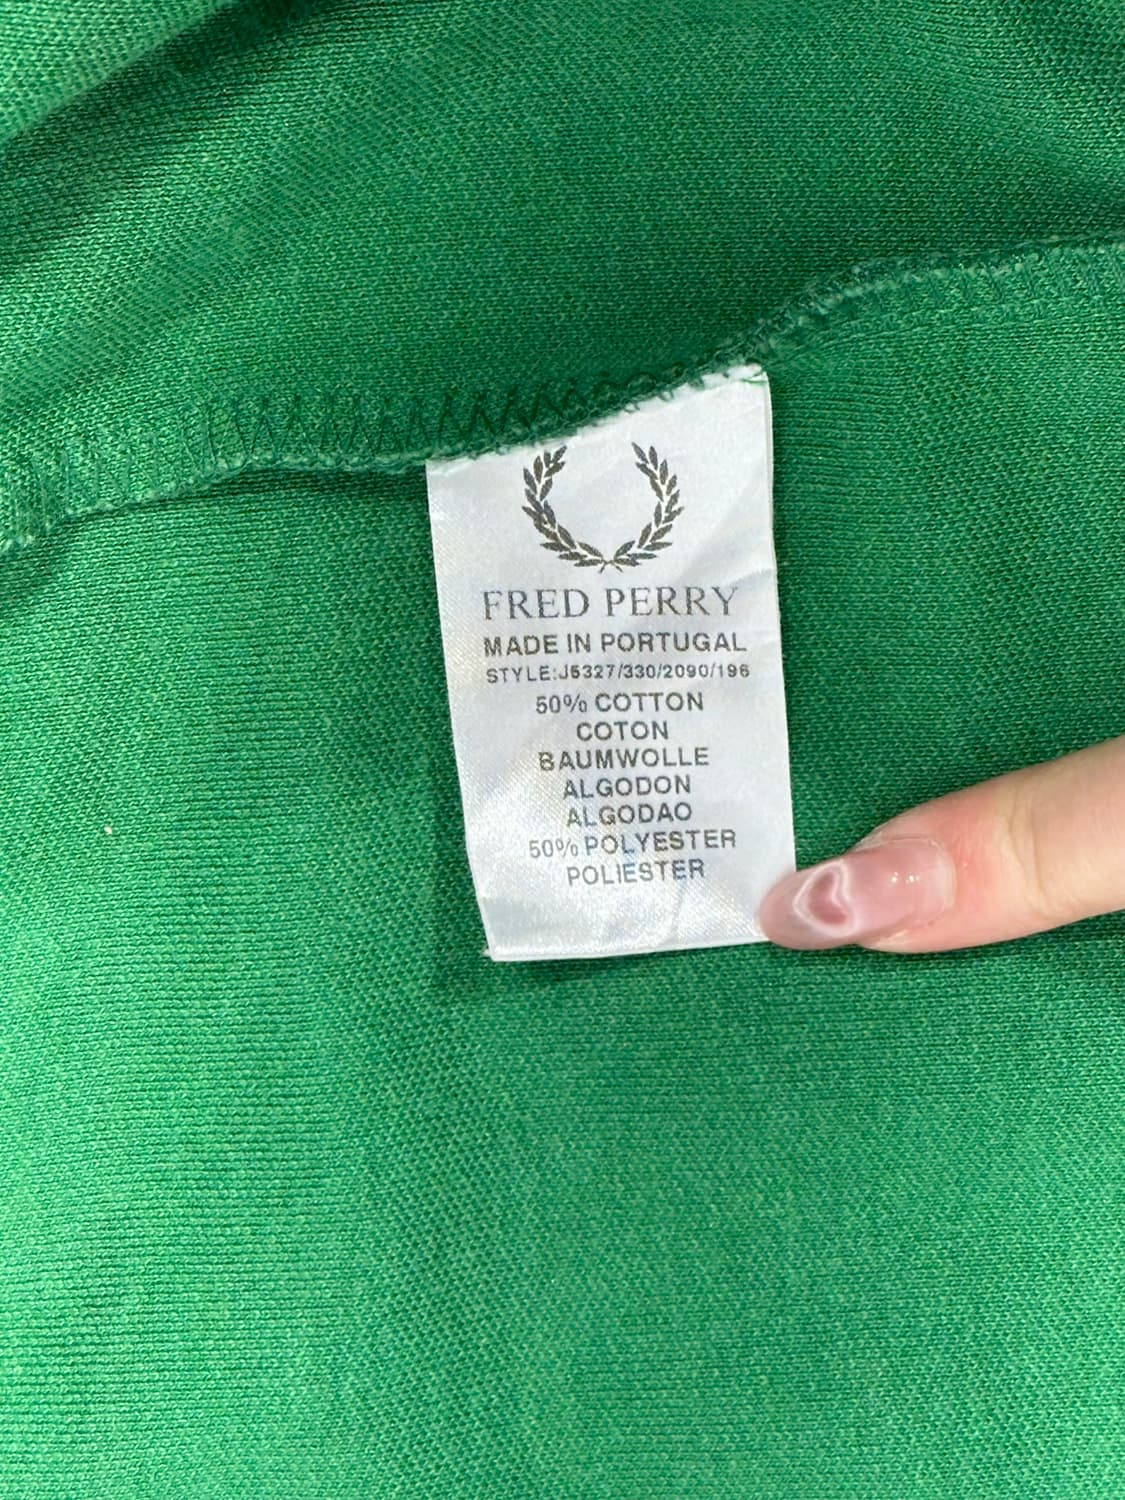 FRED PERRY
MADE IN PORTUGAL
STYLE:J5327/330/2090/196
50% COTTON
COTON
BAUMWOLLE
ALGODON
ALGODAO
50% POLYESTER
POLIESTER